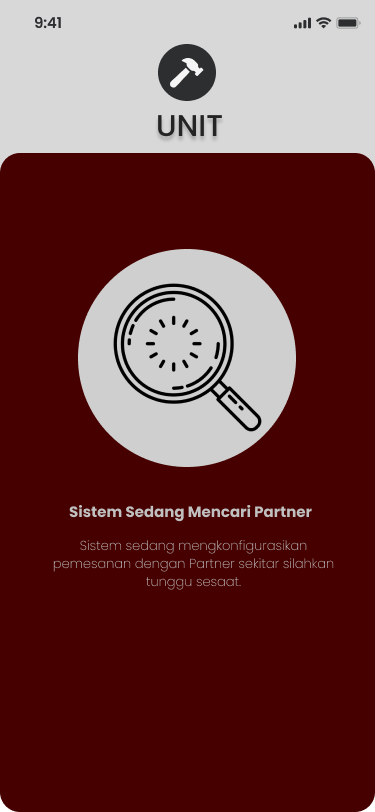 9:41
UNIT
Sistem Sedang Mencari Partner
Sistem sedang mengkonfigurasikan
pemesanan dengan Partner sekitar silahkan
tunggu sesaat.